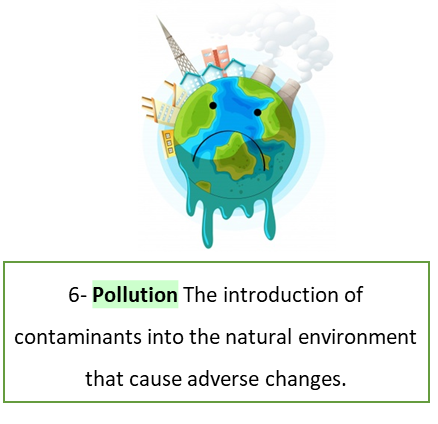 6- Pollution The introduction of
contaminants into the natural environment
that cause adverse changes.